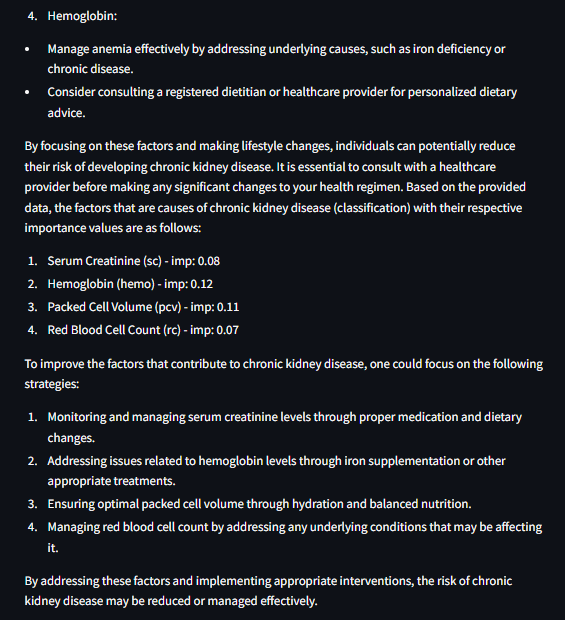 4. Hemoglobin:
• Manage anemia effectively by addressing underlying causes, such as iron deficiency or
chronic disease.
• Consider consulting a registered dietitian or healthcare provider for personalized dietary
advice.
By focusing on these factors and making lifestyle changes, individuals can potentially reduce
their risk of developing chronic kidney disease. It is essential to consult with a healthcare
provider before making any significant changes to your health regimen. Based on the provided
data, the factors that are causes of chronic kidney disease (classification) with their respective
importance values are as follows:
1. Serum Creatinine (sc) - imp: 0.08
2. Hemoglobin (hemo) - imp: 0.12
3. Packed Cell Volume (pcv) - imp: 0.11
4. Red Blood Cell Count (rc) - imp: 0.07
To improve the factors that contribute to chronic kidney disease, one could focus on the following
strategies:
1. Monitoring and managing serum creatinine levels through proper medication and dietary
changes.
2. Addressing issues related to hemoglobin levels through iron supplementation or other
appropriate treatments.
3. Ensuring optimal packed cell volume through hydration and balanced nutrition.
4. Managing red blood cell count by addressing any underlying conditions that may be affecting
it.
By addressing these factors and implementing appropriate interventions, the risk of chronic
kidney disease may be reduced or managed effectively.